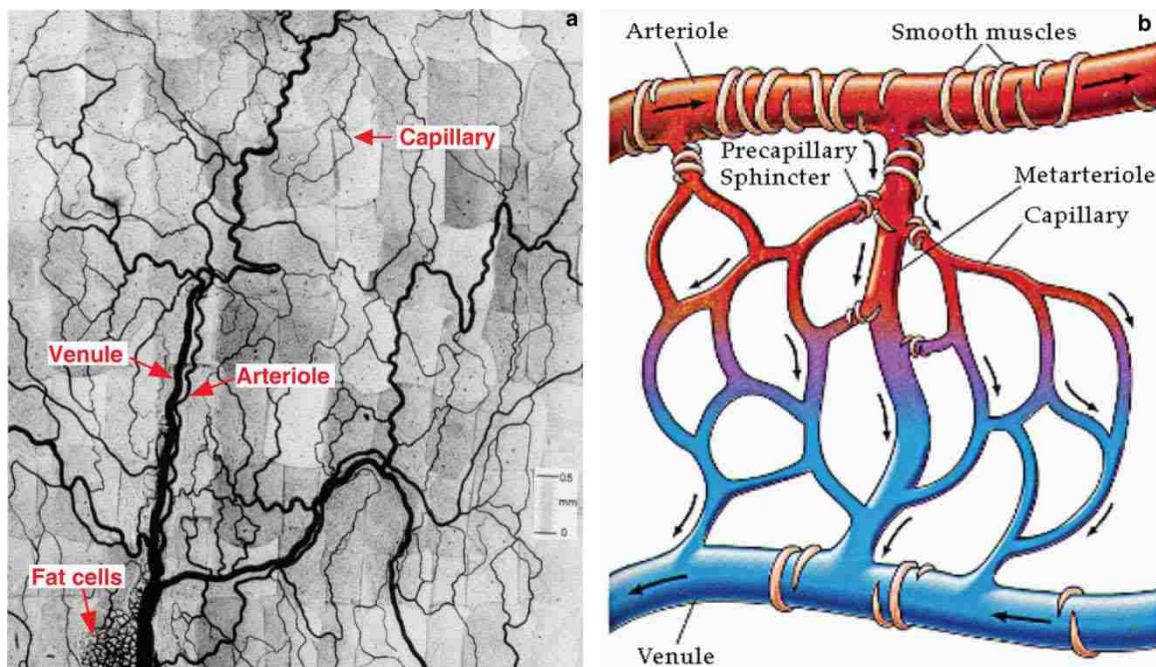 a
Capillary
Venule
Arteriole
0.5
mm
0
Fat cells
b
Arteriole
Smooth muscles
Precapillary
Sphincter
Metarteriole
Capillary
Venule